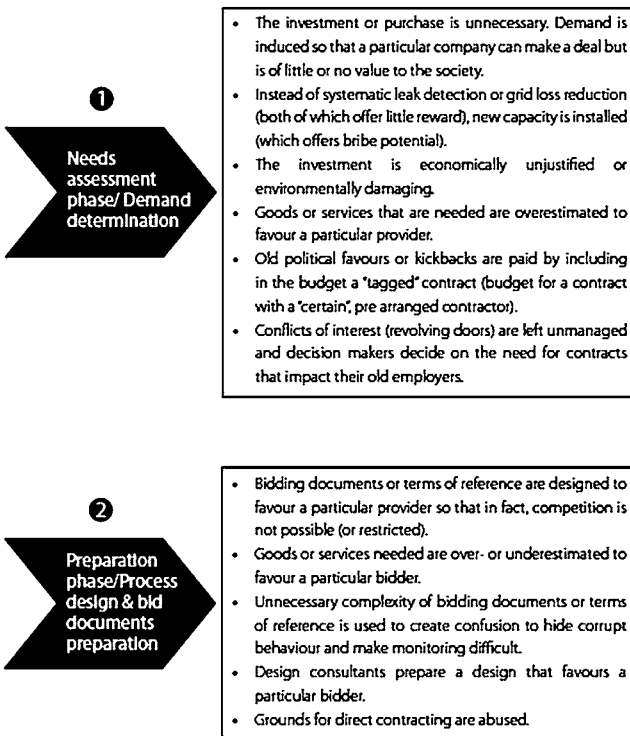 ❶
Needs
assessment
phase/ Demand
determination
• The investment or purchase is unnecessary. Demand is
induced so that a particular company can make a deal but
is of little or no value to the society.
• Instead of systematic leak detection or grid loss reduction
(both of which offer little reward), new capacity is installed
(which offers bribe potential).
• The investment is economically unjustified or
environmentally damaging.
• Goods or services that are needed are overestimated to
favour a particular provider.
• Old political favours or kickbacks are paid by including
in the budget a "tagged" contract (budget for a contract
with a "certain", pre arranged contractor).
• Conflicts of interest (revolving doors) are left unmanaged
and decision makers decide on the need for contracts
that impact their old employers.
❷
Preparation
phase/Process
design & bid
documents
preparation
• Bidding documents or terms of reference are designed to
favour a particular provider so that in fact, competition is
not possible (or restricted).
• Goods or services needed are over- or underestimated to
favour a particular bidder.
• Unnecessary complexity of bidding documents or terms
of reference is used to create confusion to hide corrupt
behaviour and make monitoring difficult.
• Design consultants prepare a design that favours a
particular bidder.
• Grounds for direct contracting are abused.